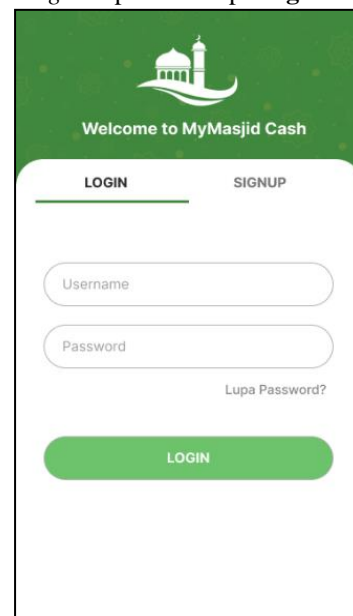 Welcome to MyMasjid Cash
LOGIN SIGNUP
Username
Password
Lupa Password?
LOGIN